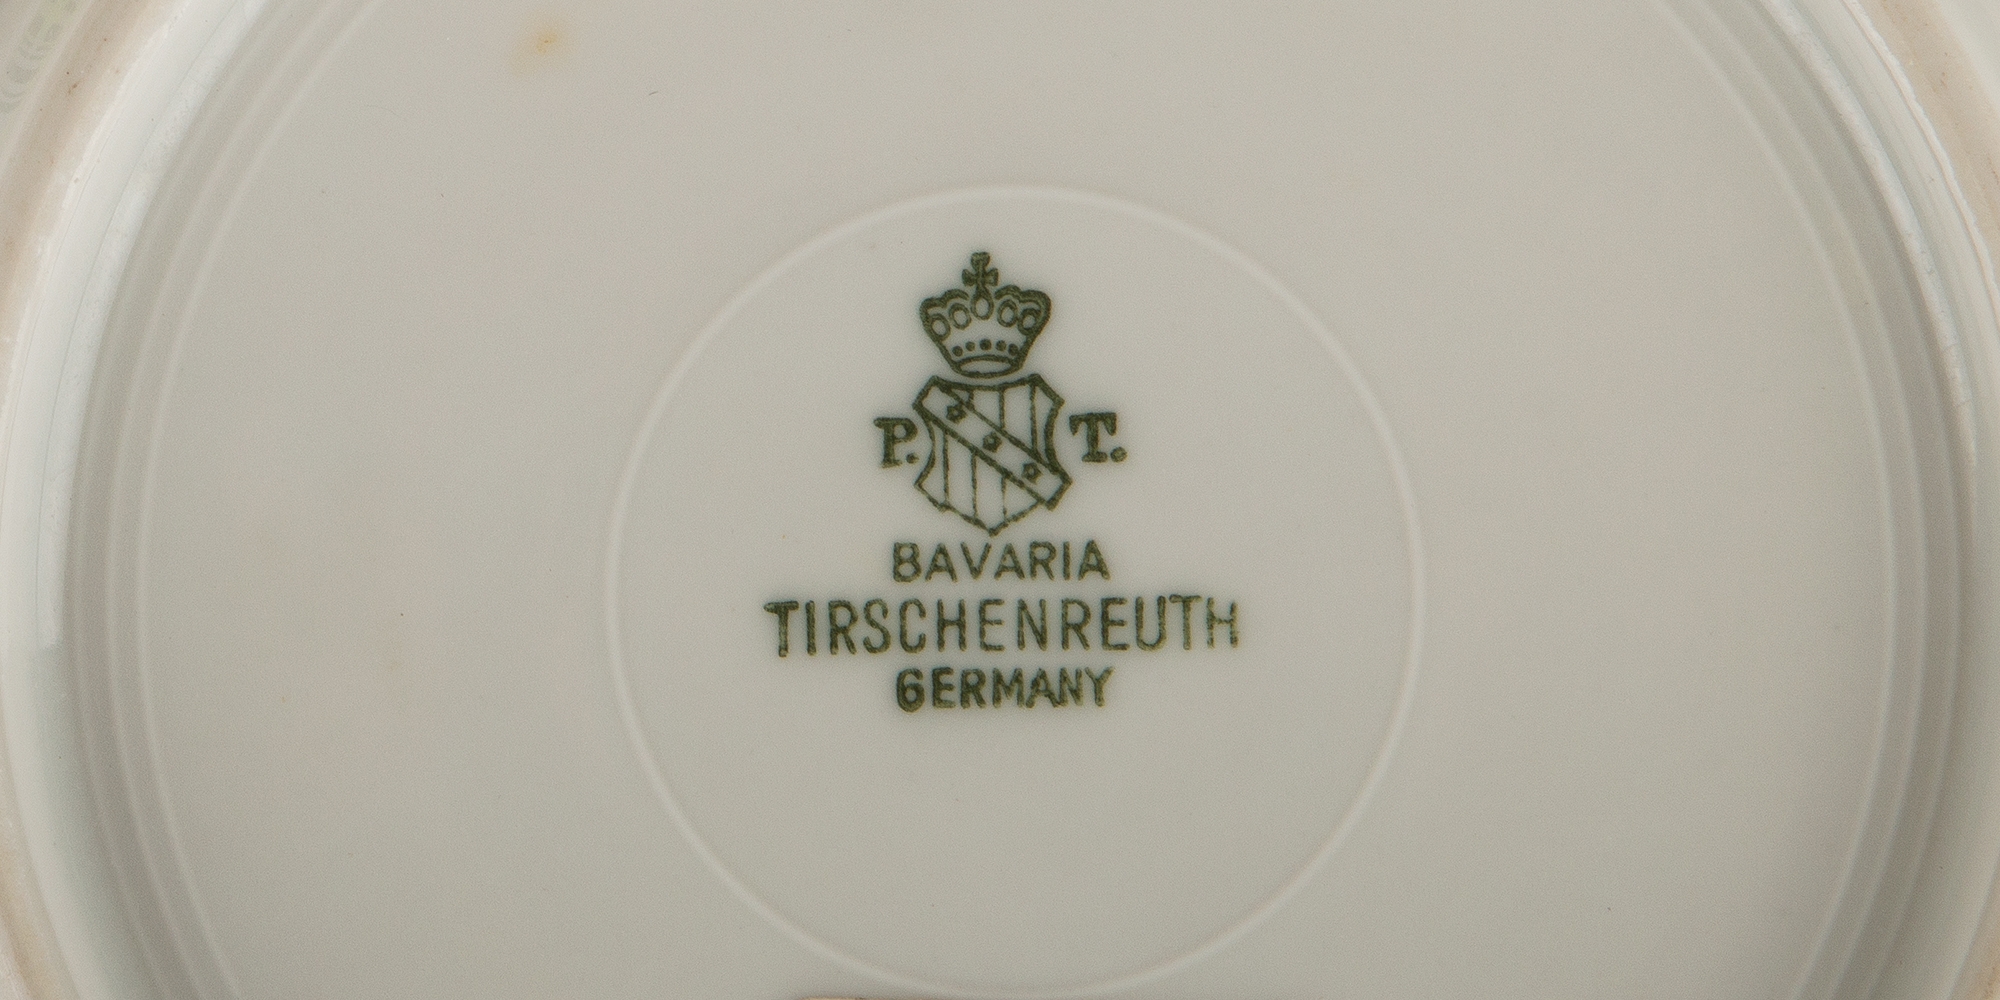 P. T.
BAVARIA
TIRSCHENREUTH
GERMANY